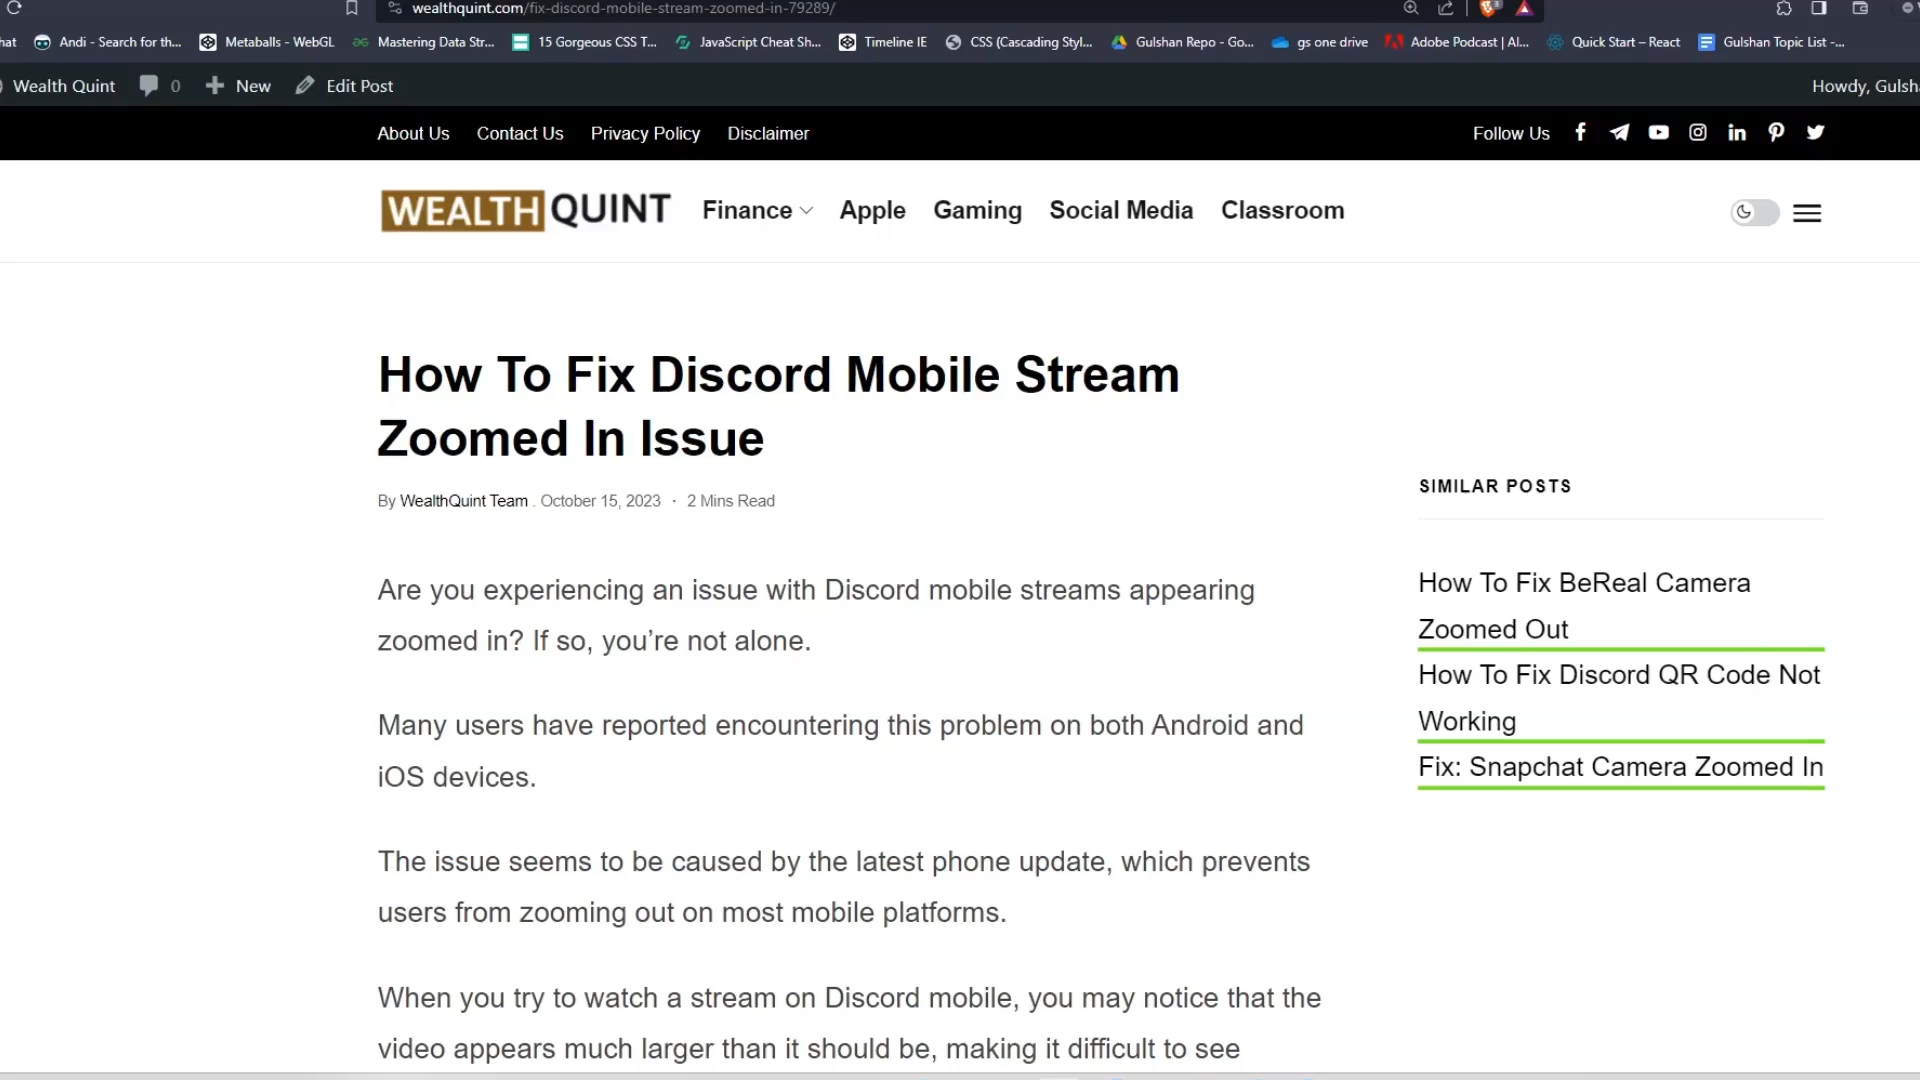 wealthquint.com/fix-discord-mobile-stream-zoomed-in-79289/
hat Andi - Search for th... Metaballs - WebGL Mastering Data Str... 15 Gorgeous CSS T... JavaScript Cheat Sh... Timeline IE CSS (Cascading Styl... Gulshan Repo - Go... gs one drive Adobe Podcast | AI... Quick Start – React Gulshan Topic List -...
Wealth Quint 0 New Edit Post Howdy, Gulsha
About Us Contact Us Privacy Policy Disclaimer Follow Us
WEALTH QUINT Finance Apple Gaming Social Media Classroom
How To Fix Discord Mobile Stream
Zoomed In Issue
By WealthQuint Team . October 15, 2023 · 2 Mins Read
Are you experiencing an issue with Discord mobile streams appearing
zoomed in? If so, you’re not alone.
Many users have reported encountering this problem on both Android and
iOS devices.
The issue seems to be caused by the latest phone update, which prevents
users from zooming out on most mobile platforms.
When you try to watch a stream on Discord mobile, you may notice that the
video appears much larger than it should be, making it difficult to see
SIMILAR POSTS
How To Fix BeReal Camera
Zoomed Out
How To Fix Discord QR Code Not
Working
Fix: Snapchat Camera Zoomed In